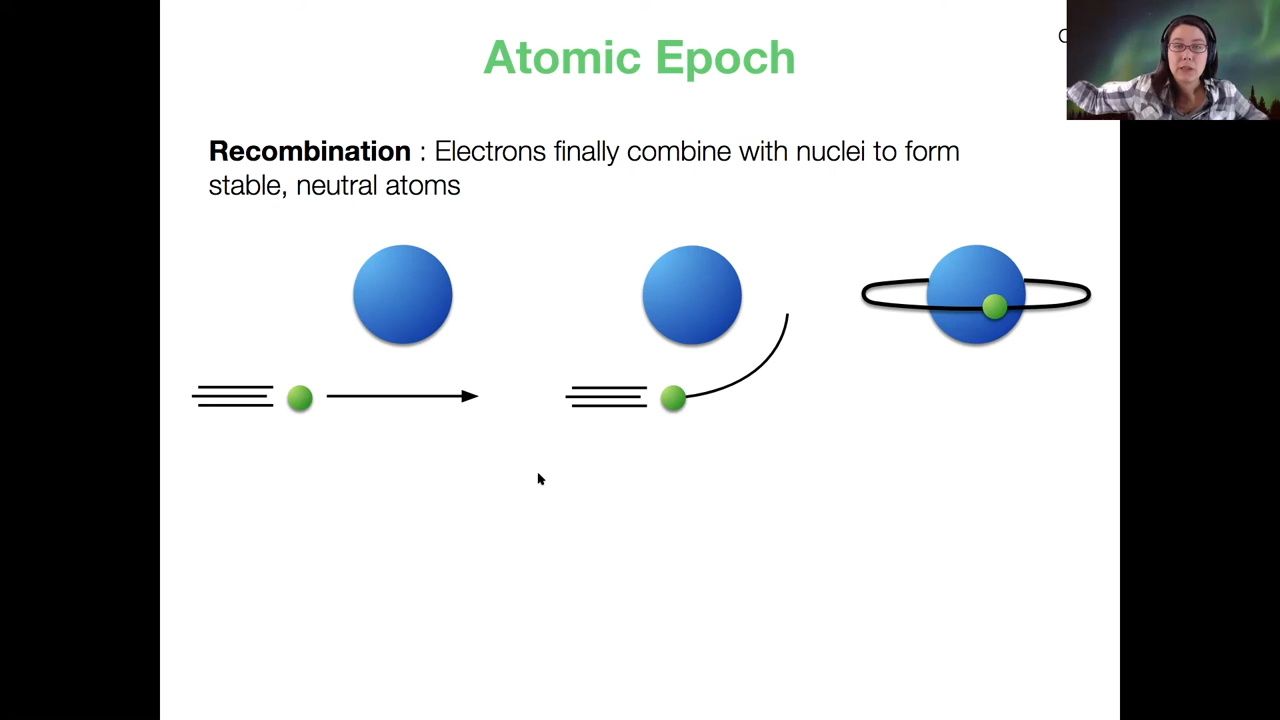 Atomic Epoch
Recombination : Electrons finally combine with nuclei to form
stable, neutral atoms